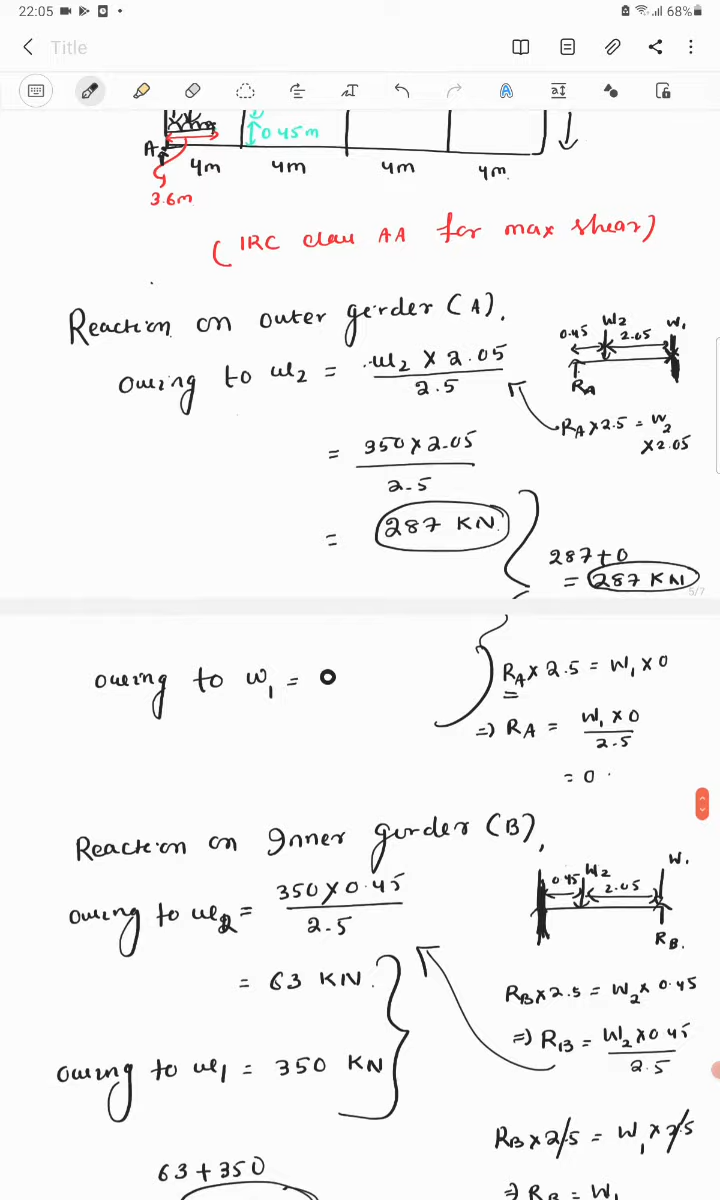 22:05
68%
Title
0.45m
A
4m 4m 4m 4m
3.6m
(IRC class AA for max shear)
Reaction on outer girder (A),
owing to w2 = w2 × 2.05 / 2.5
0.45 W2 2.05 W1
RA
RA × 2.5 = W2 × 2.05
= 350 × 2.05 / 2.5
= 287 KN
287 + 0
= 287 KN
5/7
owing to w1 = 0
RA × 2.5 = W1 × 0
=) RA = W1 × 0 / 2.5
= 0
Reaction on Inner girder (B),
owing to w2 = 350 × 0.45 / 2.5
0.45 W2 2.05 W1
RB.
= 63 KN
RB × 2.5 = W2 × 0.45
=) RB = W2 × 0.45 / 2.5
owing to w1 = 350 KN
RB × 2.5 = W1 × 2.5
63 + 350
=) RB = W1